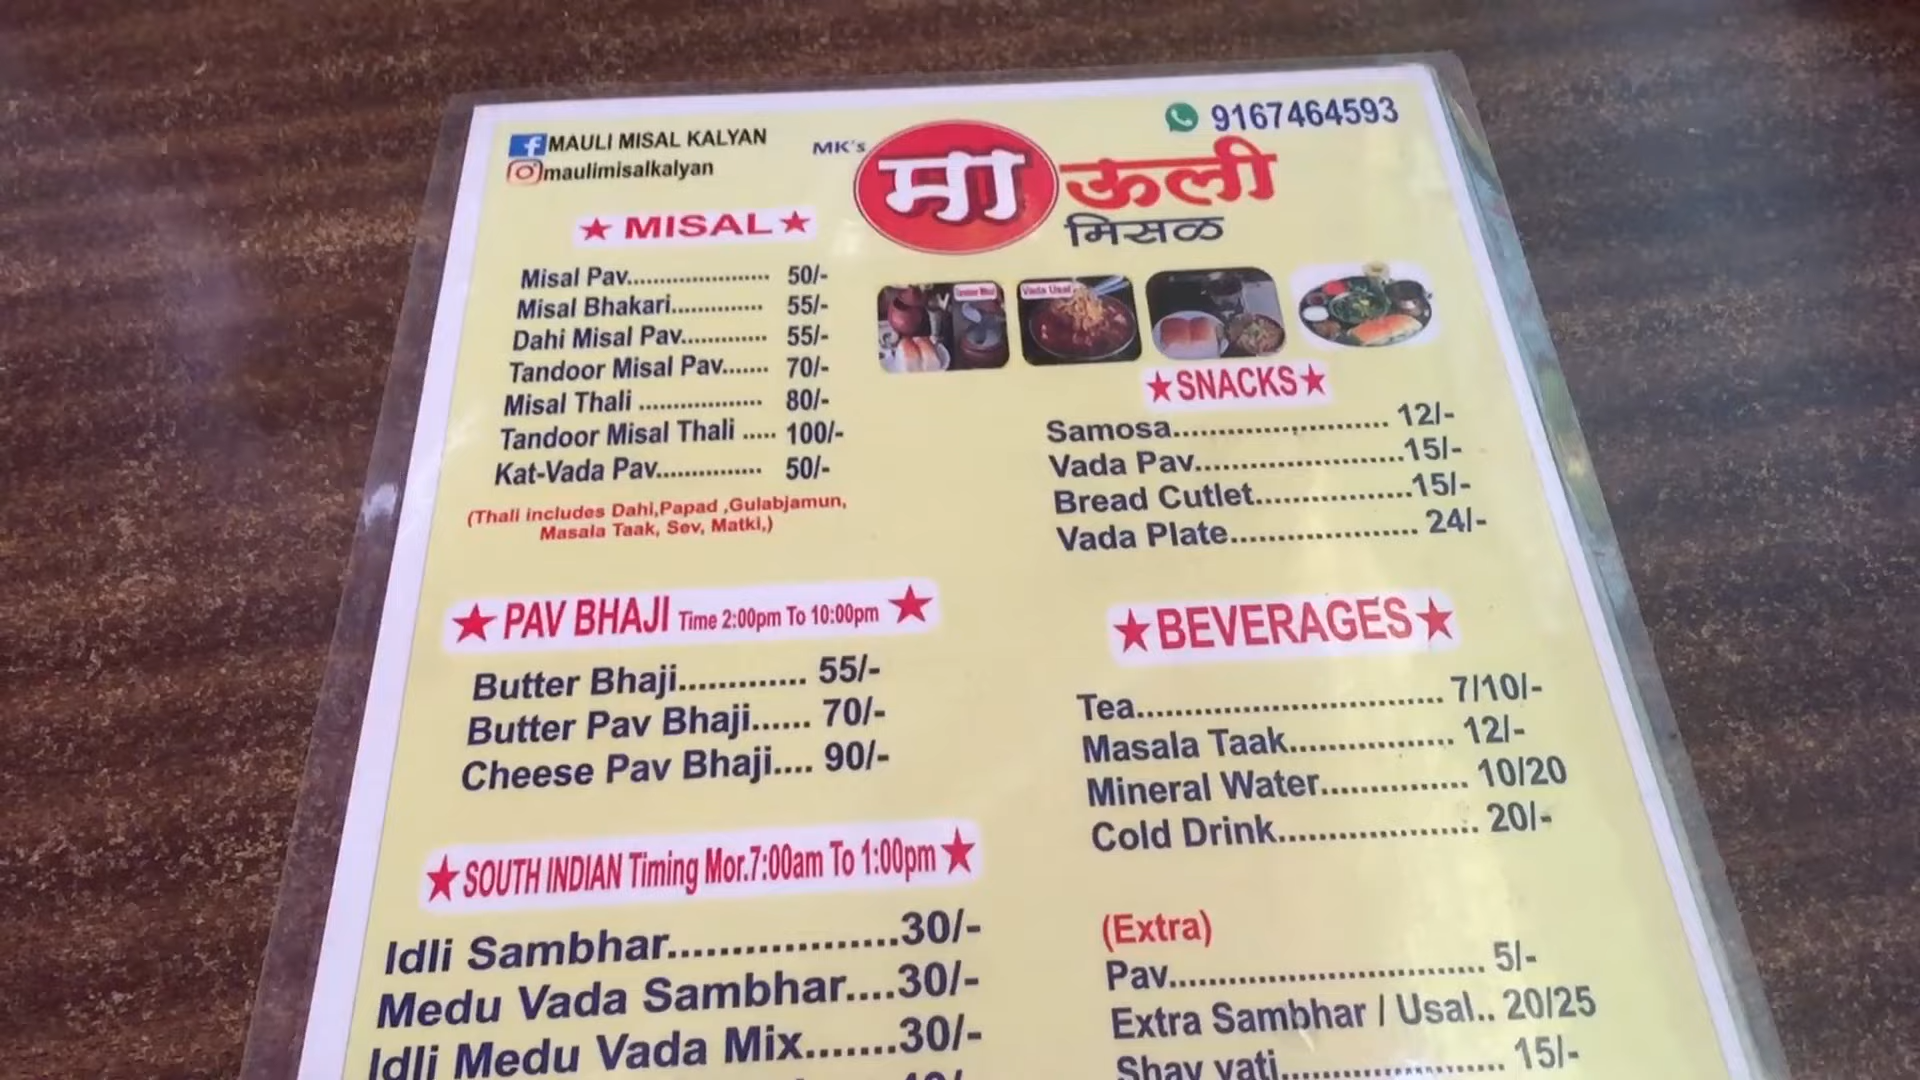 MAULI MISAL KALYAN
maulimisalkalyan
MK's
माऊली
मिसळ
9167464593
★ MISAL ★
Misal Pav...................... 50/-
Misal Bhakari.............. 55/-
Dahi Misal Pav............. 55/-
Tandoor Misal Pav....... 70/-
Misal Thali ................... 80/-
Tandoor Misal Thali ..... 100/-
Kat-Vada Pav................ 50/-
(Thali includes Dahi,Papad ,Gulabjamun,
Masala Taak, Sev, Matki,)
★ PAV BHAJI Time 2:00pm To 10:00pm ★
Butter Bhaji............. 55/-
Butter Pav Bhaji...... 70/-
Cheese Pav Bhaji.... 90/-
★ SOUTH INDIAN Timing Mor.7:00am To 1:00pm ★
Idli Sambhar..................30/-
Medu Vada Sambhar....30/-
Idli Medu Vada Mix.......30/-
Vada Usal
★SNACKS★
Samosa.......................... 12/-
Vada Pav.........................15/-
Bread Cutlet..................15/-
Vada Plate..................... 24/-
★BEVERAGES★
Tea................................ 7/10/-
Masala Taak................. 12/-
Mineral Water............... 10/20
Cold Drink..................... 20/-
(Extra)
Pav................................. 5/-
Extra Sambhar / Usal.. 20/25
Shav vati....................... 15/-